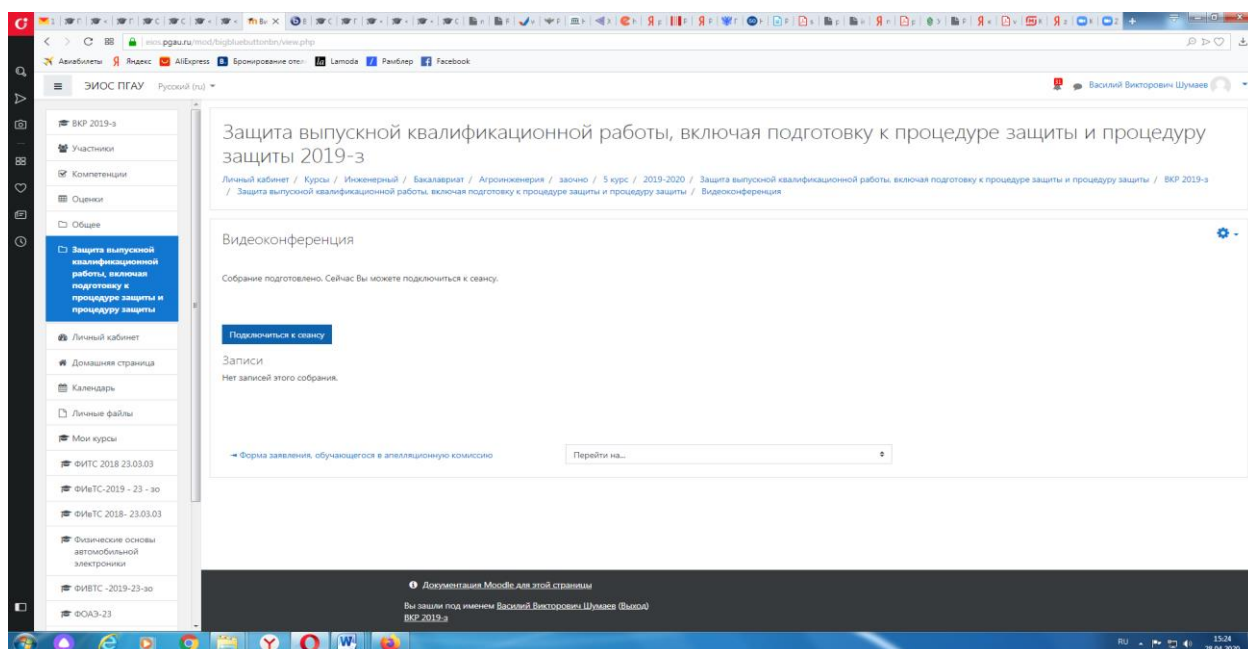 eios.pgau.ru/mod/bigbluebuttonbn/view.php
Авиабилеты Яндекс AliExpress Бронирование отел Lamoda Рамблер Facebook
ЭИОС ПГАУ Русский (ru)
Василий Викторович Шумаев
ВКР 2019-з
Участники
Компетенции
Оценки
Общее
Защита выпускной
квалификационной
работы, включая
подготовку к
процедуре защиты и
процедуру защиты
Личный кабинет
Домашняя страница
Календарь
Личные файлы
Мои курсы
ФИТС 2018 23.03.03
ФИвТС-2019 - 23 - зо
ФИвТС 2018- 23.03.03
Физические основы
автомобильной
электроники
ФИВТС -2019-23-зо
ФОАЭ-23
Защита выпускной квалификационной работы, включая подготовку к процедуре защиты и процедуру
защиты 2019-з
Личный кабинет / Курсы / Инженерный / Бакалавриат / Агроинженерия / заочно / 5 курс / 2019-2020 / Защита выпускной квалификационной работы, включая подготовку к процедуре защиты и процедуру защиты / ВКР 2019-з
/ Защита выпускной квалификационной работы, включая подготовку к процедуре защиты и процедуру защиты / Видеоконференция
Видеоконференция
Собрание подготовлено. Сейчас Вы можете подключиться к сеансу.
Подключиться к сеансу
Записи
Нет записей этого собрания.
◄ Форма заявления, обучающегося в апелляционную комиссию
Перейти на...
Документация Moodle для этой страницы
Вы зашли под именем Василий Викторович Шумаев (Выход)
ВКР 2019-з
RU
15:24
28.04.2020